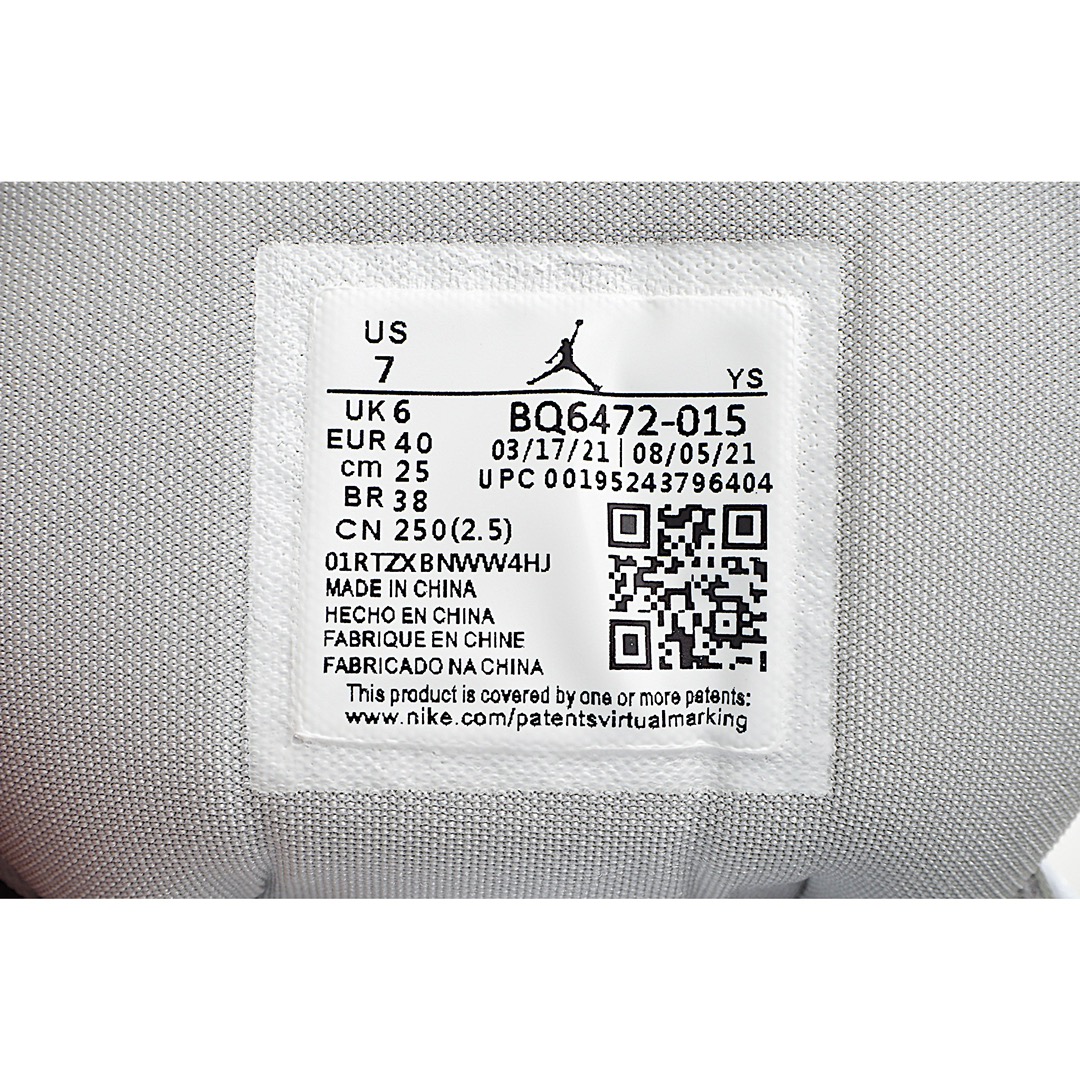 US
7
YS
UK 6
EUR 40
cm 25
BR 38
CN 250(2.5)
BQ6472-015
03/17/21 | 08/05/21
UPC 00195243796404
01RTZXBNWW4HJ
MADE IN CHINA
HECHO EN CHINA
FABRIQUE EN CHINE
FABRICADO NA CHINA
This product is covered by one or more patents:
www.nike.com/patentsvirtualmarking